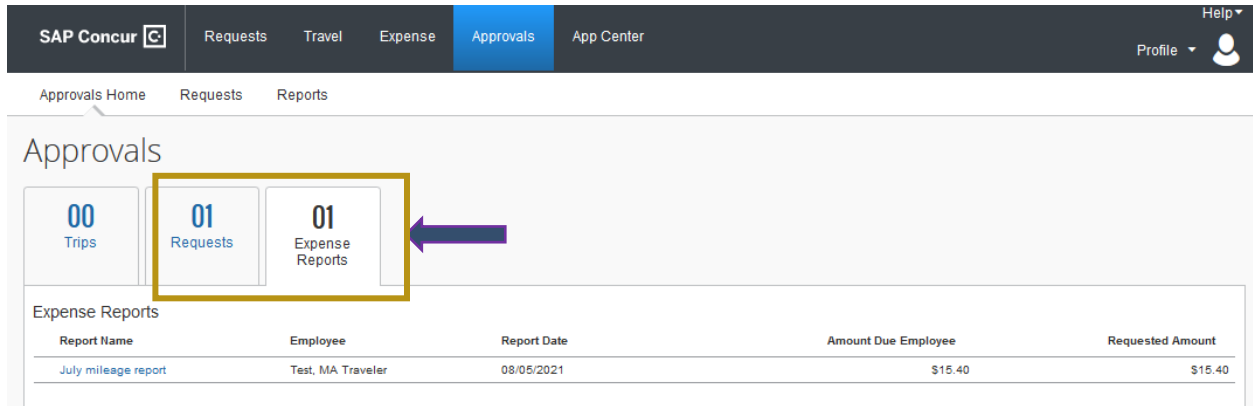 Help
SAP Concur C Requests Travel Expense Approvals App Center
Profile
Approvals Home Requests Reports
Approvals
00 01 01
Trips Requests Expense
Reports
Expense Reports
Report Name Employee Report Date Amount Due Employee Requested Amount
July mileage report Test, MA Traveler 08/05/2021 $15.40 $15.40